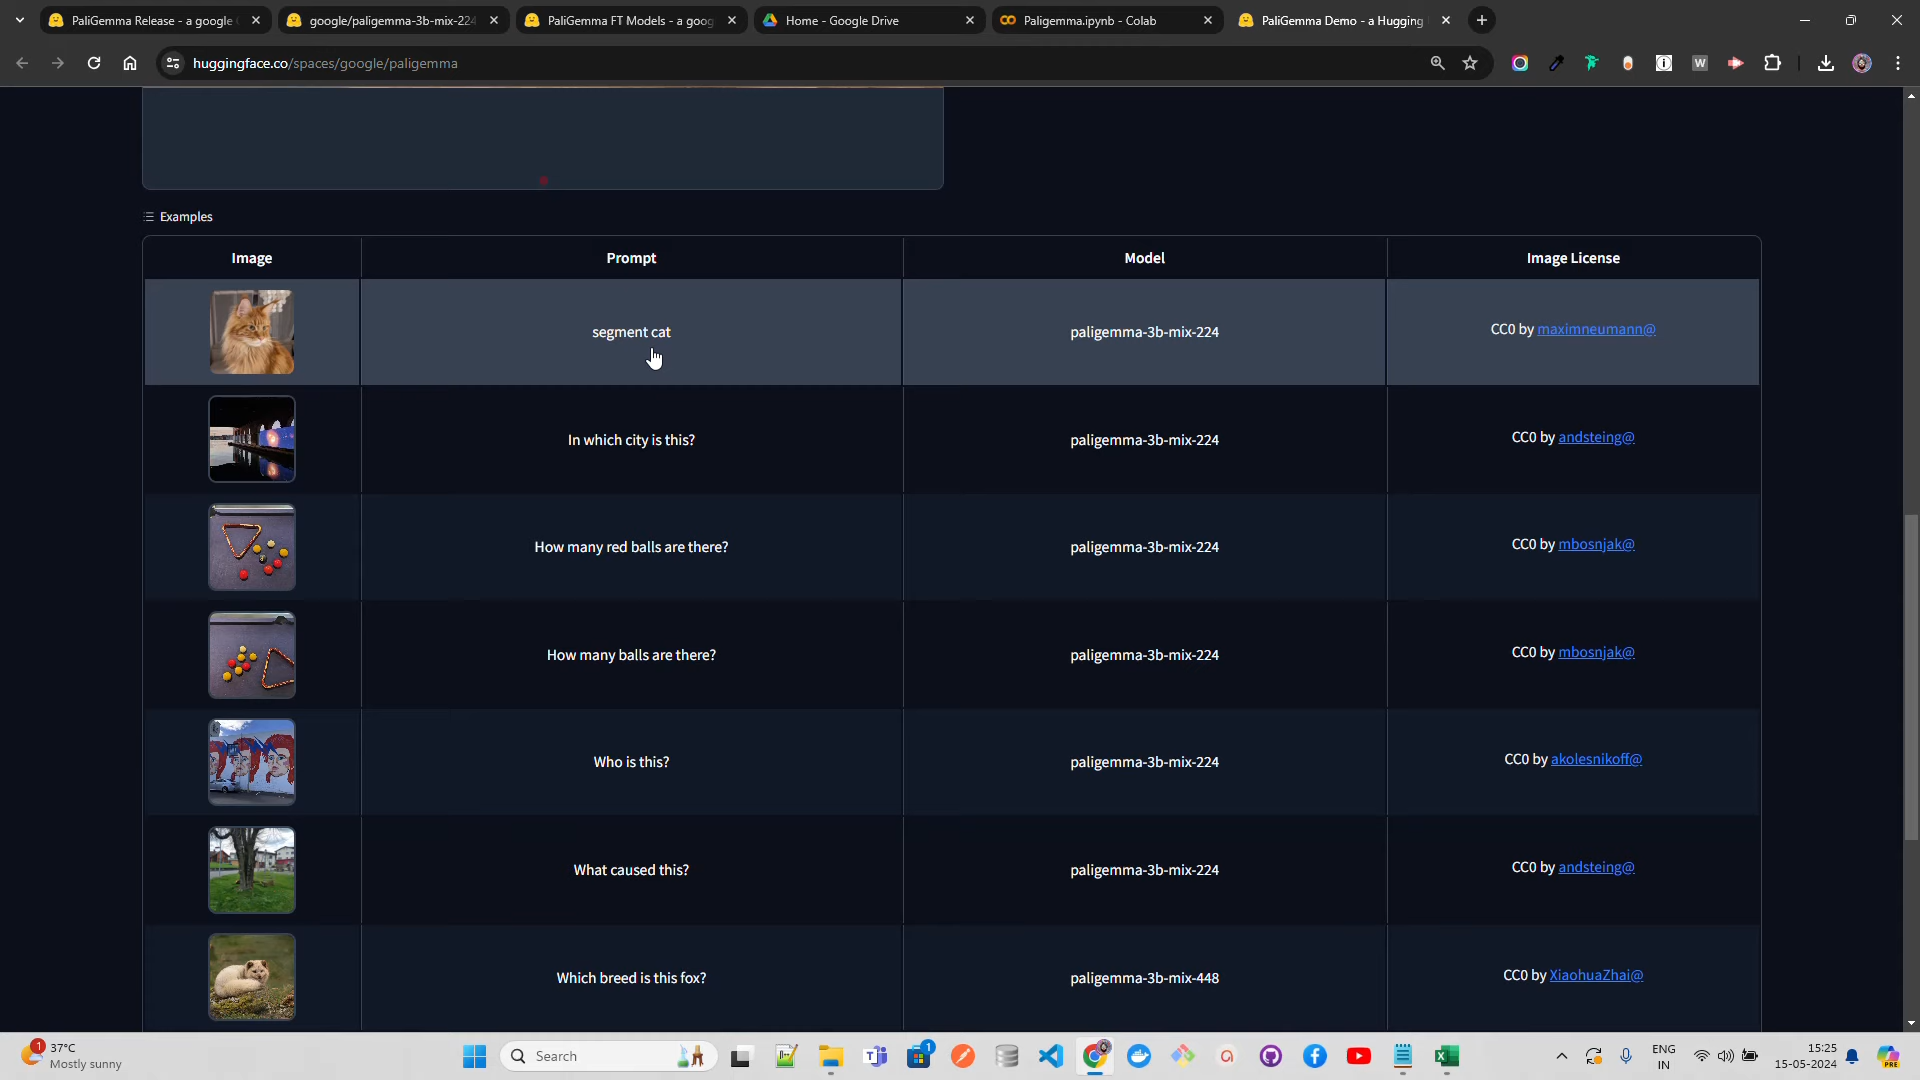 PaliGemma Release - a google
google/paligemma-3b-mix-224
PaliGemma FT Models - a goog
Home - Google Drive
Paligemma.ipynb - Colab
PaliGemma Demo - a Hugging
huggingface.co/spaces/google/paligemma
Examples
Image Prompt Model Image License
segment cat paligemma-3b-mix-224 CC0 by maximneumann@
In which city is this? paligemma-3b-mix-224 CC0 by andsteing@
How many red balls are there? paligemma-3b-mix-224 CC0 by mbosnjak@
How many balls are there? paligemma-3b-mix-224 CC0 by mbosnjak@
Who is this? paligemma-3b-mix-224 CC0 by akolesnikoff@
What caused this? paligemma-3b-mix-224 CC0 by andsteing@
Which breed is this fox? paligemma-3b-mix-448 CC0 by XiaohuaZhai@
1
37°C
Mostly sunny
Search
1
ENG
IN
15:25
15-05-2024
PRE